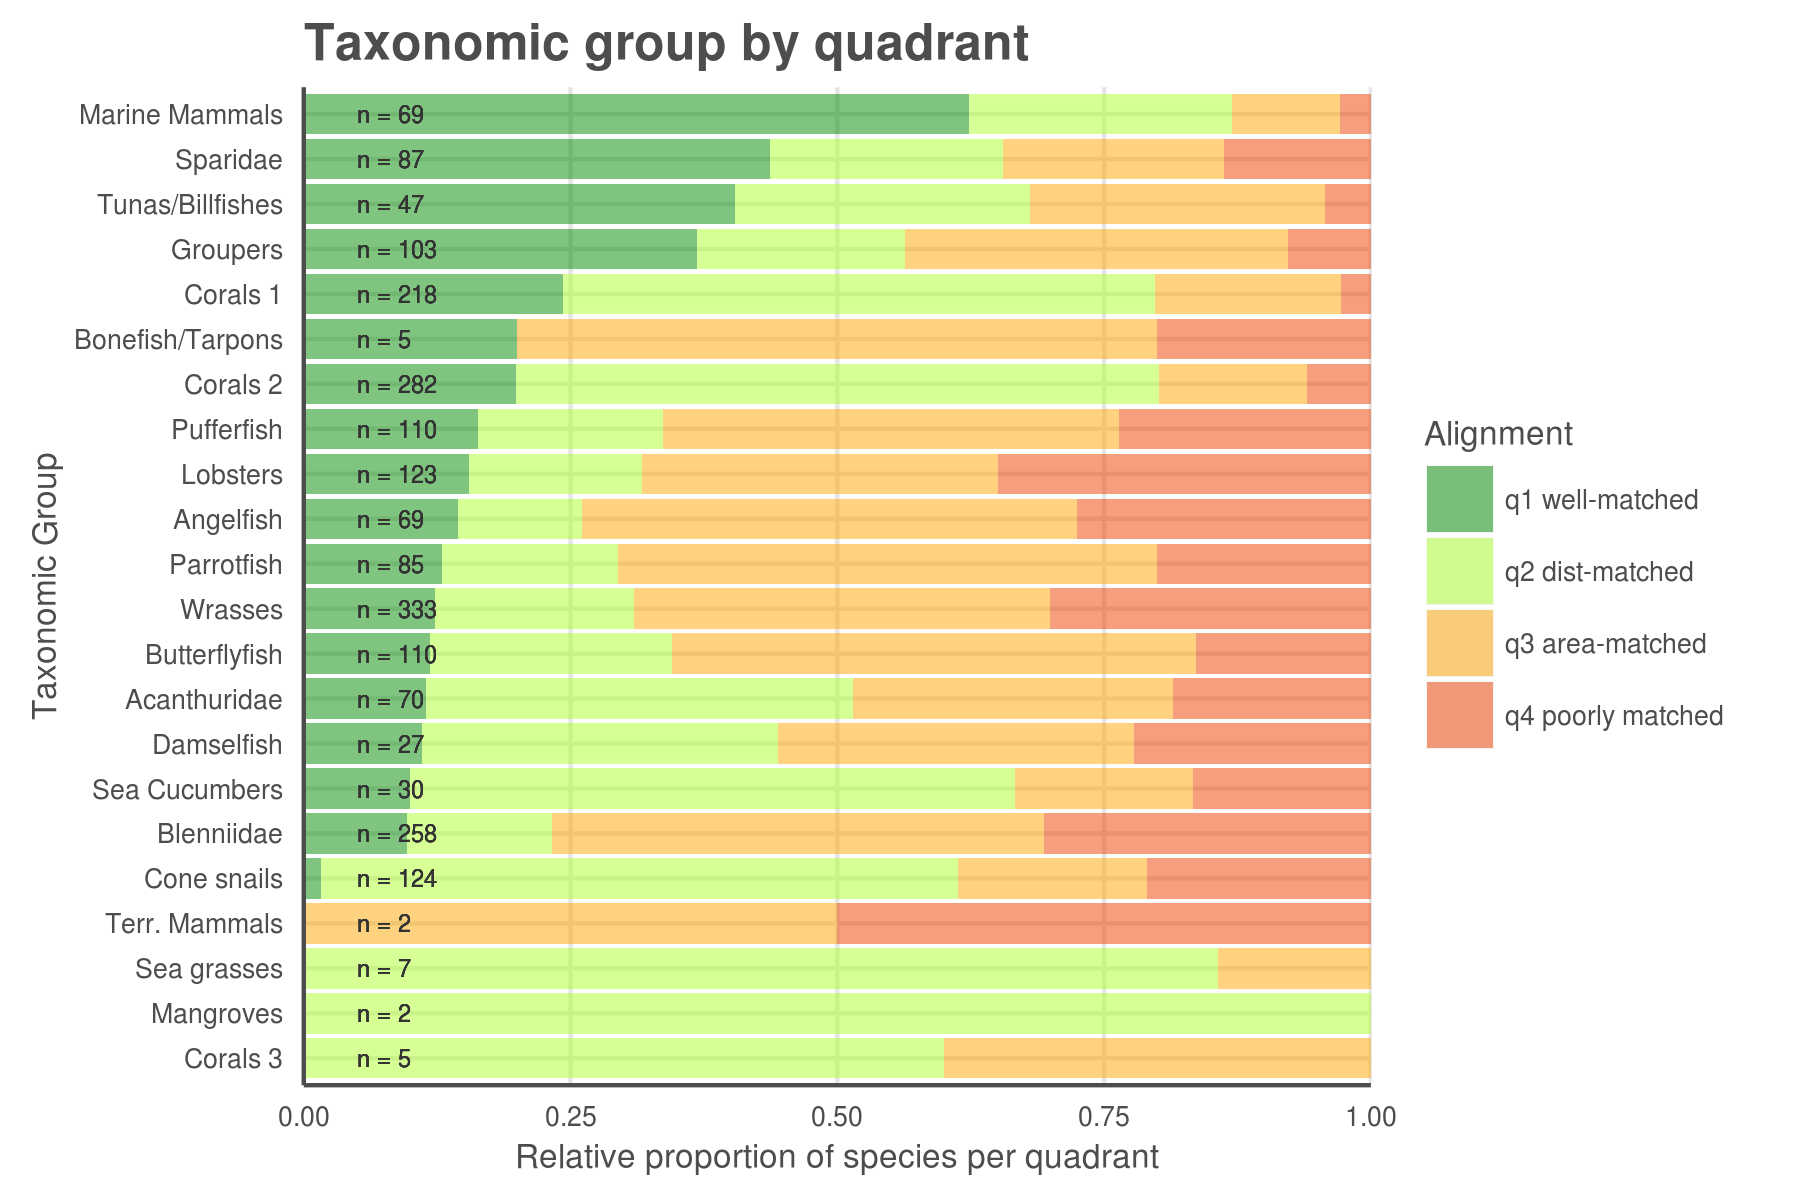 Taxonomic group by quadrant
Marine Mammals n = 69
Sparidae n = 87
Tunas/Billfishes n = 47
Groupers n = 103
Corals 1 n = 218
Bonefish/Tarpons n = 5
Corals 2 n = 282
Pufferfish n = 110
Lobsters n = 123
Angelfish n = 69
Parrotfish n = 85
Wrasses n = 333
Butterflyfish n = 110
Acanthuridae n = 70
Damselfish n = 27
Sea Cucumbers n = 30
Blenniidae n = 258
Cone snails n = 124
Terr. Mammals n = 2
Sea grasses n = 7
Mangroves n = 2
Corals 3 n = 5
Taxonomic Group
0.00 0.25 0.50 0.75 1.00
Relative proportion of species per quadrant
Alignment
q1 well-matched
q2 dist-matched
q3 area-matched
q4 poorly matched